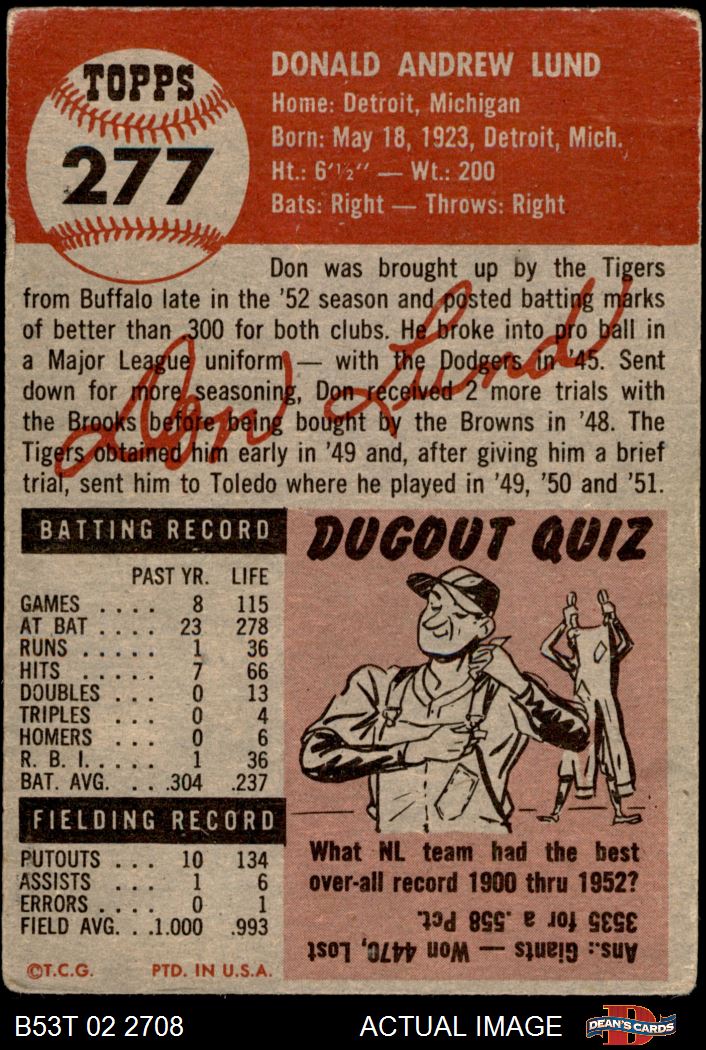 TOPPS
277
DONALD ANDREW LUND
Home: Detroit, Michigan
Born: May 18, 1923, Detroit, Mich.
Ht.: 6'½" — Wt.: 200
Bats: Right — Throws: Right
Don was brought up by the Tigers
from Buffalo late in the '52 season and posted batting marks
of better than .300 for both clubs. He broke into pro ball in
a Major League uniform — with the Dodgers in '45. Sent
down for more seasoning, Don received 2 more trials with
the Brooks before being bought by the Browns in '48. The
Tigers obtained him early in '49 and, after giving him a brief
trial, sent him to Toledo where he played in '49, '50 and '51.
Don Lund
BATTING RECORD
PAST YR. LIFE
GAMES .... 8 115
AT BAT .... 23 278
RUNS ..... 1 36
HITS ..... 7 66
DOUBLES ... 0 13
TRIPLES ... 0 4
HOMERS ... 0 6
R. B. I. .... 1 36
BAT. AVG. ... .304 .237
FIELDING RECORD
PUTOUTS ... 10 134
ASSISTS ... 1 6
ERRORS .... 0 1
FIELD AVG. .. .1.000 .993
©T.C.G. PTD. IN U.S.A.
DUGOUT QUIZ
What NL team had the best
over-all record 1900 thru 1952?
Ans.: Giants — Won 4470, Lost
3535 for a .558 Pct.
B53T 02 2708
ACTUAL IMAGE
D
DEAN'S CARDS